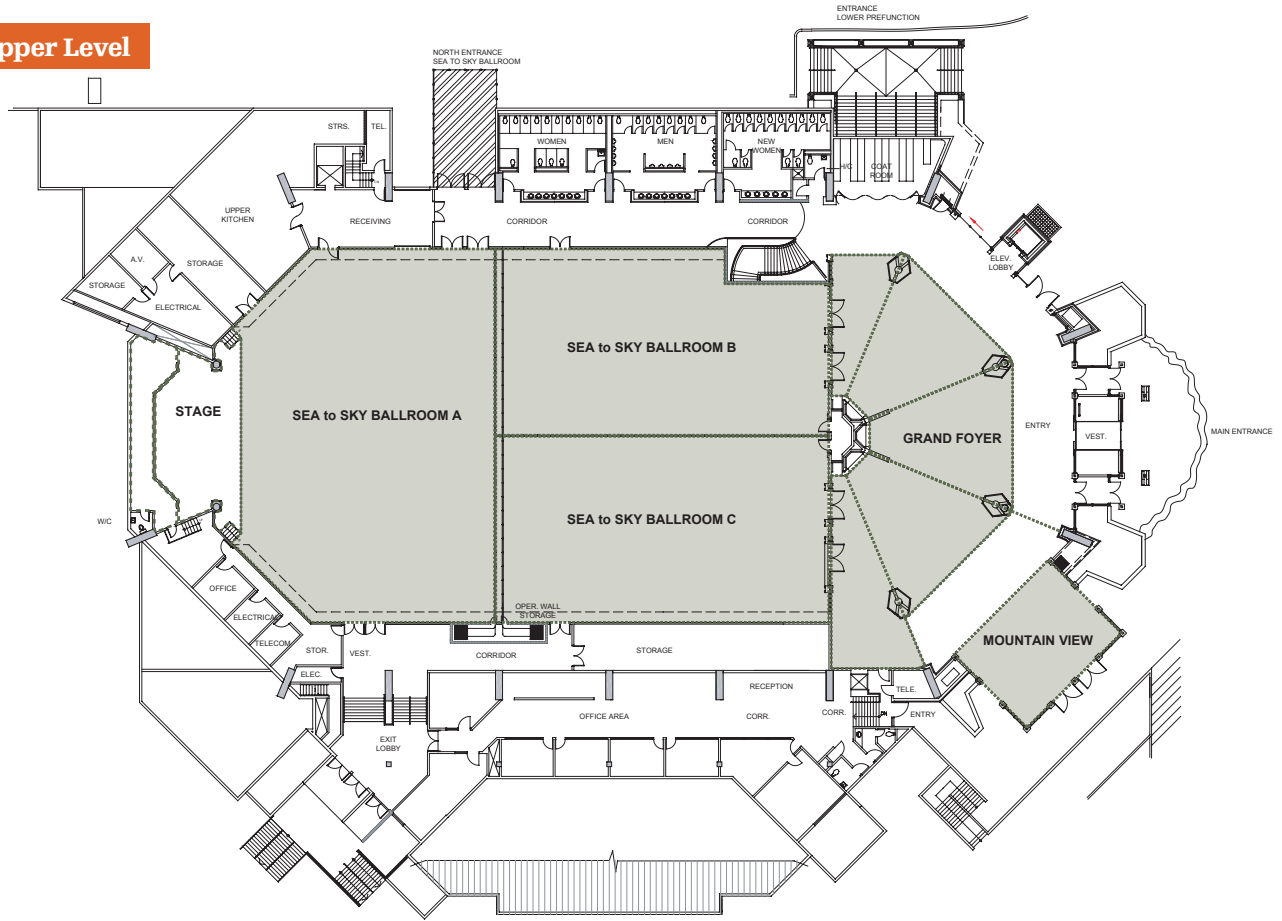 pper Level
ENTRANCE
LOWER PREFUNCTION
NORTH ENTRANCE
SEA TO SKY BALLROOM
STRS.
TEL.
WOMEN
MEN
NEW
WOMEN
H/C
COAT
ROOM
UPPER
KITCHEN
RECEIVING
CORRIDOR
CORRIDOR
A.V.
STORAGE
STORAGE
ELECTRICAL
ELEV.
LOBBY
STAGE
SEA to SKY BALLROOM A
SEA to SKY BALLROOM B
SEA to SKY BALLROOM C
GRAND FOYER
ENTRY
VEST.
MAIN ENTRANCE
W/C
OFFICE
ELECTRICAL
TELECOM
STOR.
ELEC.
VEST.
OPER. WALL
STORAGE
CORRIDOR
STORAGE
MOUNTAIN VIEW
RECEPTION
OFFICE AREA
CORR.
CORR.
TELE.
DN
ENTRY
EXIT
LOBBY